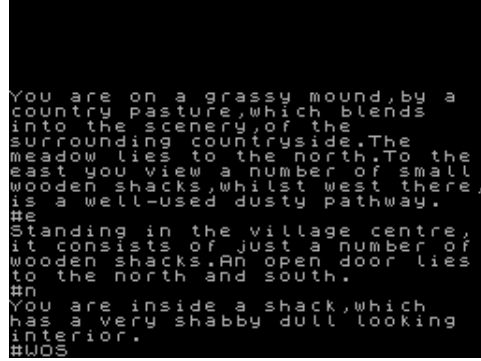 You are on a grassy mound,by a
country pasture,which blends
into the scenery,of the
surrounding countryside.The
meadow lies to the north.To the
east you view a number of small
wooden shacks,whilst west there,
is a well-used dusty pathway.
#e
Standing in the village centre,
it consists of just a number of
wooden shacks.An open door lies
to the north and south.
#n
You are inside a shack,which
has a very shabby dull looking
interior.
#WOS